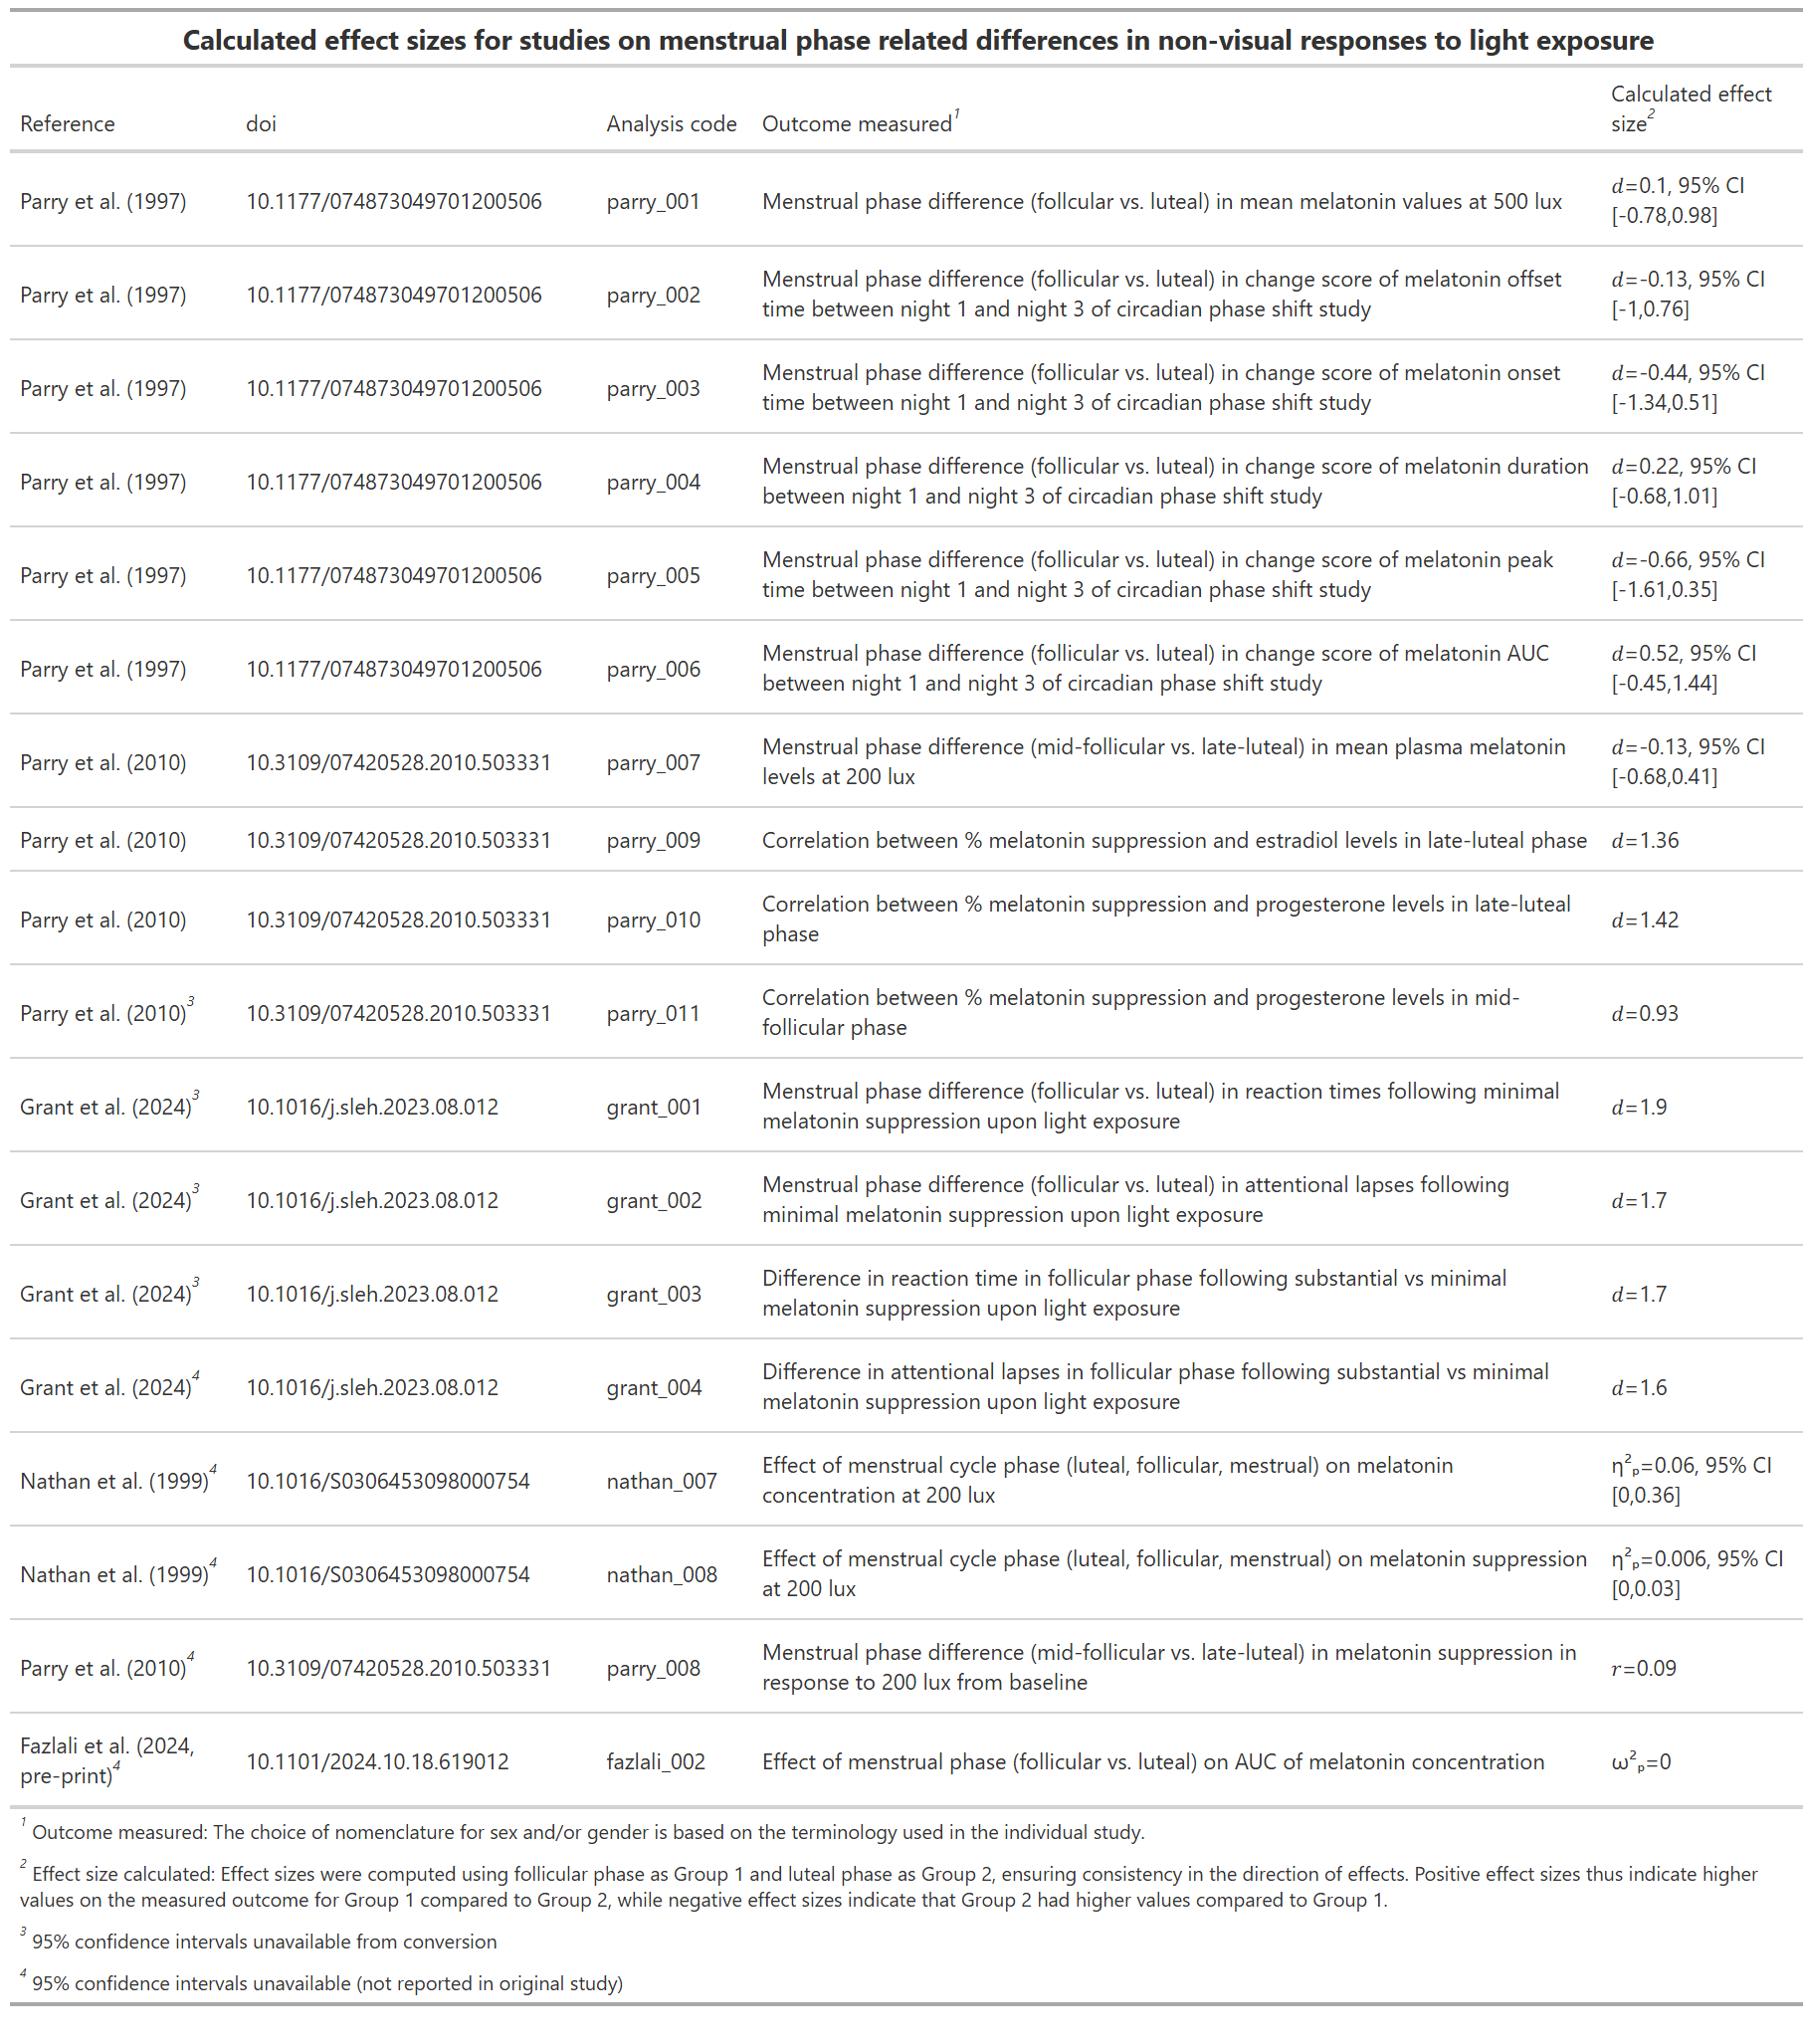 Calculated effect sizes for studies on menstrual phase related differences in non-visual responses to light exposure
Reference doi Analysis code Outcome measured1 Calculated effect size2
Parry et al. (1997) 10.1177/074873049701200506 parry_001 Menstrual phase difference (follcular vs. luteal) in mean melatonin values at 500 lux d=0.1, 95% CI [-0.78,0.98]
Parry et al. (1997) 10.1177/074873049701200506 parry_002 Menstrual phase difference (follicular vs. luteal) in change score of melatonin offset time between night 1 and night 3 of circadian phase shift study d=-0.13, 95% CI [-1,0.76]
Parry et al. (1997) 10.1177/074873049701200506 parry_003 Menstrual phase difference (follicular vs. luteal) in change score of melatonin onset time between night 1 and night 3 of circadian phase shift study d=-0.44, 95% CI [-1.34,0.51]
Parry et al. (1997) 10.1177/074873049701200506 parry_004 Menstrual phase difference (follicular vs. luteal) in change score of melatonin duration between night 1 and night 3 of circadian phase shift study d=0.22, 95% CI [-0.68,1.01]
Parry et al. (1997) 10.1177/074873049701200506 parry_005 Menstrual phase difference (follicular vs. luteal) in change score of melatonin peak time between night 1 and night 3 of circadian phase shift study d=-0.66, 95% CI [-1.61,0.35]
Parry et al. (1997) 10.1177/074873049701200506 parry_006 Menstrual phase difference (follicular vs. luteal) in change score of melatonin AUC between night 1 and night 3 of circadian phase shift study d=0.52, 95% CI [-0.45,1.44]
Parry et al. (2010) 10.3109/07420528.2010.503331 parry_007 Menstrual phase difference (mid-follicular vs. late-luteal) in mean plasma melatonin levels at 200 lux d=-0.13, 95% CI [-0.68,0.41]
Parry et al. (2010) 10.3109/07420528.2010.503331 parry_009 Correlation between % melatonin suppression and estradiol levels in late-luteal phase d=1.36
Parry et al. (2010) 10.3109/07420528.2010.503331 parry_010 Correlation between % melatonin suppression and progesterone levels in late-luteal phase d=1.42
Parry et al. (2010)3 10.3109/07420528.2010.503331 parry_011 Correlation between % melatonin suppression and progesterone levels in mid-follicular phase d=0.93
Grant et al. (2024)3 10.1016/j.sleh.2023.08.012 grant_001 Menstrual phase difference (follicular vs. luteal) in reaction times following minimal melatonin suppression upon light exposure d=1.9
Grant et al. (2024)3 10.1016/j.sleh.2023.08.012 grant_002 Menstrual phase difference (follicular vs. luteal) in attentional lapses following minimal melatonin suppression upon light exposure d=1.7
Grant et al. (2024)3 10.1016/j.sleh.2023.08.012 grant_003 Difference in reaction time in follicular phase following substantial vs minimal melatonin suppression upon light exposure d=1.7
Grant et al. (2024)4 10.1016/j.sleh.2023.08.012 grant_004 Difference in attentional lapses in follicular phase following substantial vs minimal melatonin suppression upon light exposure d=1.6
Nathan et al. (1999)4 10.1016/S0306453098000754 nathan_007 Effect of menstrual cycle phase (luteal, follicular, mestrual) on melatonin concentration at 200 lux η²ₚ=0.06, 95% CI [0,0.36]
Nathan et al. (1999)4 10.1016/S0306453098000754 nathan_008 Effect of menstrual cycle phase (luteal, follicular, menstrual) on melatonin suppression at 200 lux η²ₚ=0.006, 95% CI [0,0.03]
Parry et al. (2010)4 10.3109/07420528.2010.503331 parry_008 Menstrual phase difference (mid-follicular vs. late-luteal) in melatonin suppression in response to 200 lux from baseline r=0.09
Fazlali et al. (2024, pre-print)4 10.1101/2024.10.18.619012 fazlali_002 Effect of menstrual phase (follicular vs. luteal) on AUC of melatonin concentration ω²ₚ=0
1 Outcome measured: The choice of nomenclature for sex and/or gender is based on the terminology used in the individual study.
2 Effect size calculated: Effect sizes were computed using follicular phase as Group 1 and luteal phase as Group 2, ensuring consistency in the direction of effects. Positive effect sizes thus indicate higher
values on the measured outcome for Group 1 compared to Group 2, while negative effect sizes indicate that Group 2 had higher values compared to Group 1.
3 95% confidence intervals unavailable from conversion
4 95% confidence intervals unavailable (not reported in original study)